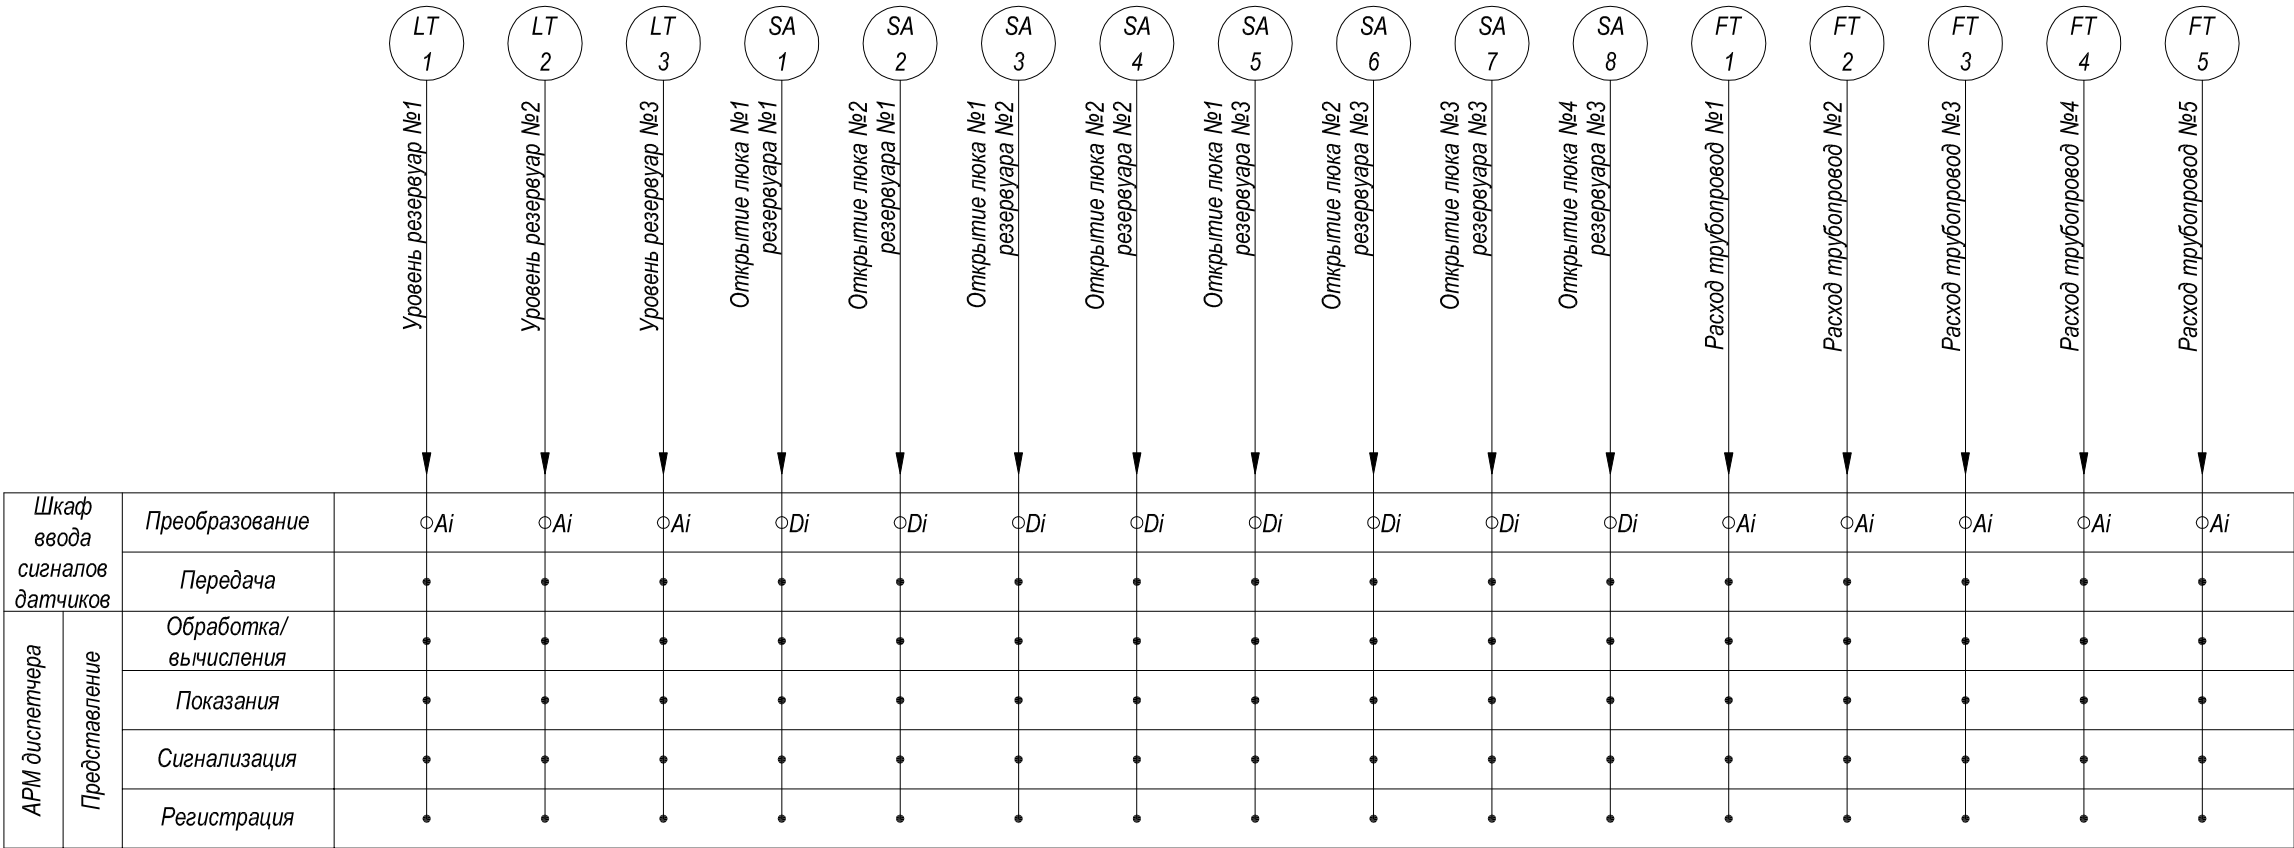 LT
1
LT
2
LT
3
SA
1
SA
2
SA
3
SA
4
SA
5
SA
6
SA
7
SA
8
FT
1
FT
2
FT
3
FT
4
FT
5
Уровень резервуар №1
Уровень резервуар №2
Уровень резервуар №3
Открытие люка №1
резервуара №1
Открытие люка №2
резервуара №1
Открытие люка №1
резервуара №2
Открытие люка №2
резервуара №2
Открытие люка №1
резервуара №3
Открытие люка №2
резервуара №3
Открытие люка №3
резервуара №3
Открытие люка №4
резервуара №3
Расход трубопровод №1
Расход трубопровод №2
Расход трубопровод №3
Расход трубопровод №4
Расход трубопровод №5
Шкаф
ввода
сигналов
датчиков
Преобразование
Ai
Ai
Ai
Di
Di
Di
Di
Di
Di
Di
Di
Ai
Ai
Ai
Ai
Ai
Передача
АРМ диспетчера
Представление
Обработка/
вычисления
Показания
Сигнализация
Регистрация